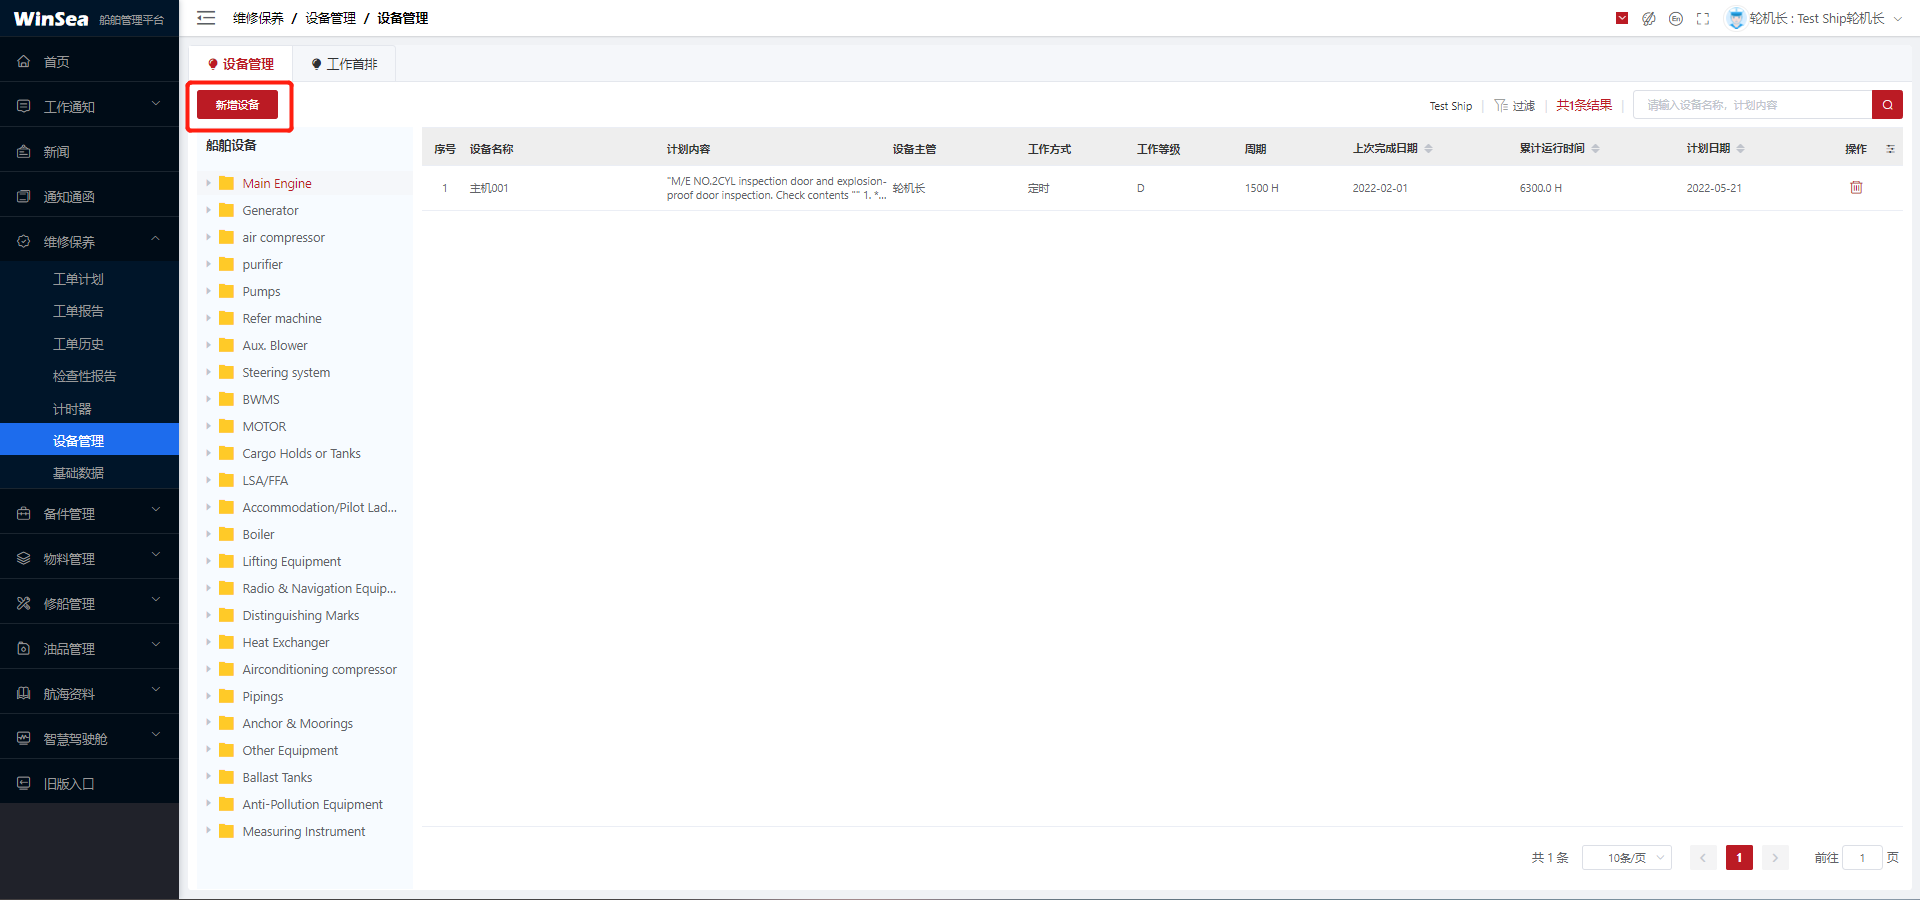 WinSea 船舶管理平台
首页
工作通知
新闻
通知通函
维修保养
工单计划
工单报告
工单历史
检查性报告
计时器
设备管理
基础数据
备件管理
物料管理
修船管理
油品管理
航海资料
智慧驾驶舱
旧版入口
维修保养 / 设备管理 / 设备管理
En
轮机长 : Test Ship轮机长
设备管理 工作首排
新增设备
Test Ship 过滤 共1条结果 请输入设备名称，计划内容
船舶设备
Main Engine
Generator
air compressor
purifier
Pumps
Refer machine
Aux. Blower
Steering system
BWMS
MOTOR
Cargo Holds or Tanks
LSA/FFA
Accommodation/Pilot Lad...
Boiler
Lifting Equipment
Radio & Navigation Equip...
Distinguishing Marks
Heat Exchanger
Airconditioning compressor
Pipings
Anchor & Moorings
Other Equipment
Ballast Tanks
Anti-Pollution Equipment
Measuring Instrument
序号 设备名称 计划内容 设备主管 工作方式 工作等级 周期 上次完成日期 累计运行时间 计划日期 操作
1 主机001 "M/E NO.2CYL inspection door and explosion-
proof door inspection. Check contents "" 1. *... 轮机长 定时 D 1500 H 2022-02-01 6300.0 H 2022-05-21
共 1 条 10条/页 1 前往 1 页